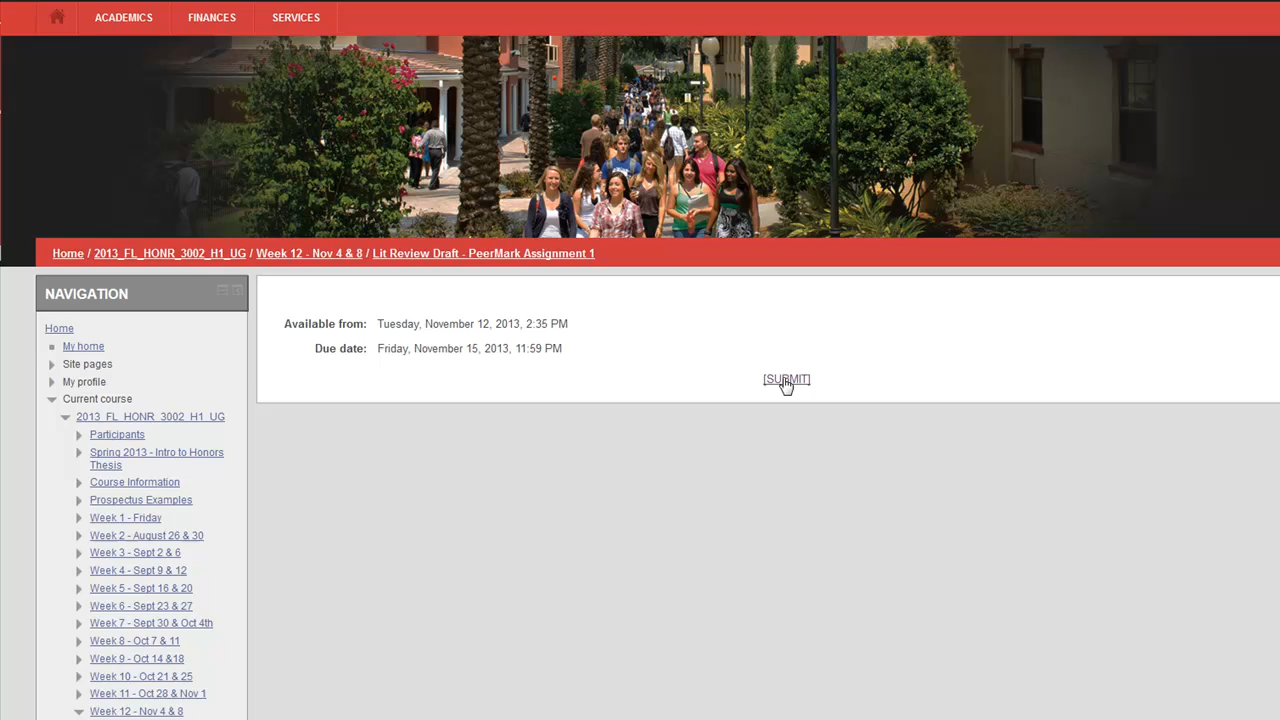 ACADEMICS FINANCES SERVICES
Home / 2013_FL_HONR_3002_H1_UG / Week 12 - Nov 4 & 8 / Lit Review Draft - PeerMark Assignment 1
NAVIGATION
Home
My home
Site pages
My profile
Current course
2013_FL_HONR_3002_H1_UG
Participants
Spring 2013 - Intro to Honors
Thesis
Course Information
Prospectus Examples
Week 1 - Friday
Week 2 - August 26 & 30
Week 3 - Sept 2 & 6
Week 4 - Sept 9 & 12
Week 5 - Sept 16 & 20
Week 6 - Sept 23 & 27
Week 7 - Sept 30 & Oct 4th
Week 8 - Oct 7 & 11
Week 9 - Oct 14 &18
Week 10 - Oct 21 & 25
Week 11 - Oct 28 & Nov 1
Week 12 - Nov 4 & 8
Available from: Tuesday, November 12, 2013, 2:35 PM
Due date: Friday, November 15, 2013, 11:59 PM
[SUBMIT]